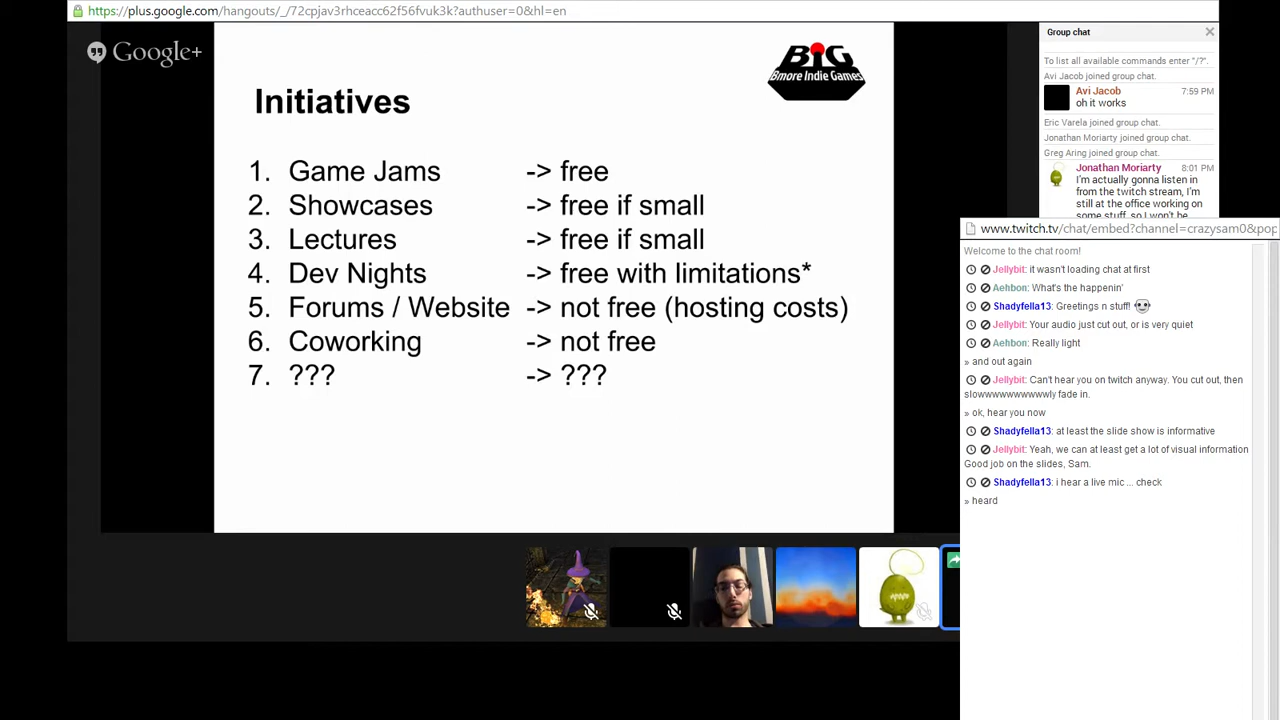 https://plus.google.com/hangouts/_/72cpjav3rhceacc62f56fvuk3k?authuser=0&hl=en
Google+
BIG
Bmore Indie Games
Initiatives
1. Game Jams -> free
2. Showcases -> free if small
3. Lectures -> free if small
4. Dev Nights -> free with limitations*
5. Forums / Website -> not free (hosting costs)
6. Coworking -> not free
7. ??? -> ???
Group chat
To list all available commands enter "/?".
Avi Jacob joined group chat.
Avi Jacob 7:59 PM
oh it works
Eric Varela joined group chat.
Jonathan Moriarty joined group chat.
Greg Aring joined group chat.
Jonathan Moriarty 8:01 PM
I'm actually gonna listen in
from the twitch stream, I'm
still at the office working on
some stuff, so I won't be
www.twitch.tv/chat/embed?channel=crazysam0&pop
Welcome to the chat room!
Jellybit: it wasn't loading chat at first
Aehbon: What's the happenin'
Shadyfella13: Greetings n stuff!
Jellybit: Your audio just cut out, or is very quiet
Aehbon: Really light
» and out again
Jellybit: Can't hear you on twitch anyway. You cut out, then
slowwwwwwwwwwly fade in.
» ok, hear you now
Shadyfella13: at least the slide show is informative
Jellybit: Yeah, we can at least get a lot of visual information
Good job on the slides, Sam.
Shadyfella13: i hear a live mic ... check
» heard